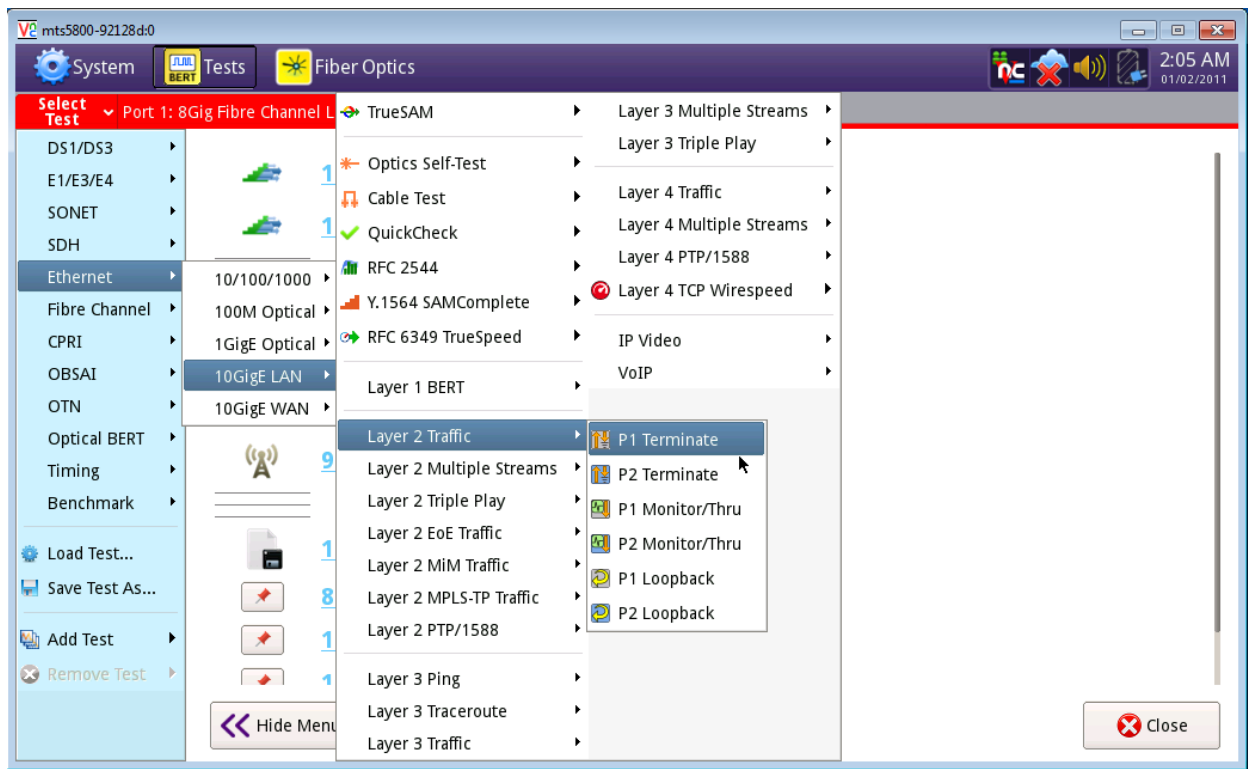 mts5800-92128d:0
System
BERT
Tests
Fiber Optics
2:05 AM
01/02/2011
Select
Test
Port 1: 8Gig Fibre Channel L
DS1/DS3
E1/E3/E4
SONET
SDH
Ethernet
Fibre Channel
CPRI
OBSAI
OTN
Optical BERT
Timing
Benchmark
Load Test...
Save Test As...
Add Test
Remove Test
1
1
9
1
8
1
1
Hide Menu
10/100/1000
100M Optical
1GigE Optical
10GigE LAN
10GigE WAN
TrueSAM
Optics Self-Test
Cable Test
QuickCheck
RFC 2544
Y.1564 SAMComplete
RFC 6349 TrueSpeed
Layer 1 BERT
Layer 2 Traffic
Layer 2 Multiple Streams
Layer 2 Triple Play
Layer 2 EoE Traffic
Layer 2 MiM Traffic
Layer 2 MPLS-TP Traffic
Layer 2 PTP/1588
Layer 3 Ping
Layer 3 Traceroute
Layer 3 Traffic
Layer 3 Multiple Streams
Layer 3 Triple Play
Layer 4 Traffic
Layer 4 Multiple Streams
Layer 4 PTP/1588
Layer 4 TCP Wirespeed
IP Video
VoIP
P1 Terminate
P2 Terminate
P1 Monitor/Thru
P2 Monitor/Thru
P1 Loopback
P2 Loopback
Close